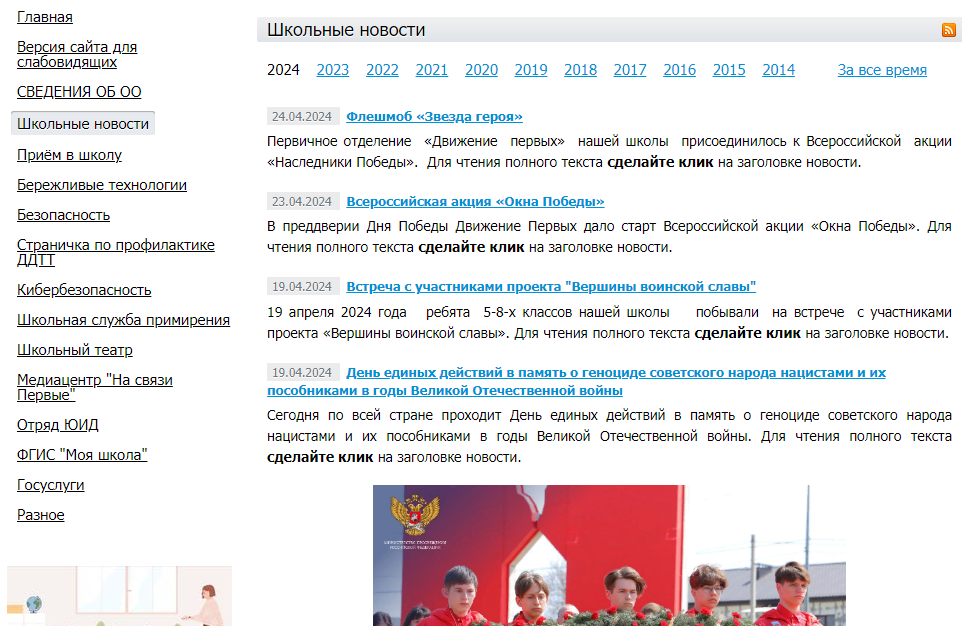 Главная
Версия сайта для
слабовидящих
СВЕДЕНИЯ ОБ ОО
Школьные новости
Приём в школу
Бережливые технологии
Безопасность
Страничка по профилактике
ДДТТ
Кибербезопасность
Школьная служба примирения
Школьный театр
Медиацентр "На связи
Первые"
Отряд ЮИД
ФГИС "Моя школа"
Госуслуги
Разное
Школьные новости
2024 2023 2022 2021 2020 2019 2018 2017 2016 2015 2014 За все время
24.04.2024 Флешмоб «Звезда героя»
Первичное отделение «Движение первых» нашей школы присоединилось к Всероссийской акции
«Наследники Победы». Для чтения полного текста сделайте клик на заголовке новости.
23.04.2024 Всероссийская акция «Окна Победы»
В преддверии Дня Победы Движение Первых дало старт Всероссийской акции «Окна Победы». Для
чтения полного текста сделайте клик на заголовке новости.
19.04.2024 Встреча с участниками проекта "Вершины воинской славы"
19 апреля 2024 года ребята 5-8-х классов нашей школы побывали на встрече с участниками
проекта «Вершины воинской славы». Для чтения полного текста сделайте клик на заголовке новости.
19.04.2024 День единых действий в память о геноциде советского народа нацистами и их
пособниками в годы Великой Отечественной войны
Сегодня по всей стране проходит День единых действий в память о геноциде советского народа
нацистами и их пособниками в годы Великой Отечественной войны. Для чтения полного текста
сделайте клик на заголовке новости.
МИНИСТЕРСТВО ПРОСВЕЩЕНИЯ
РОССИЙСКОЙ ФЕДЕРАЦИИ